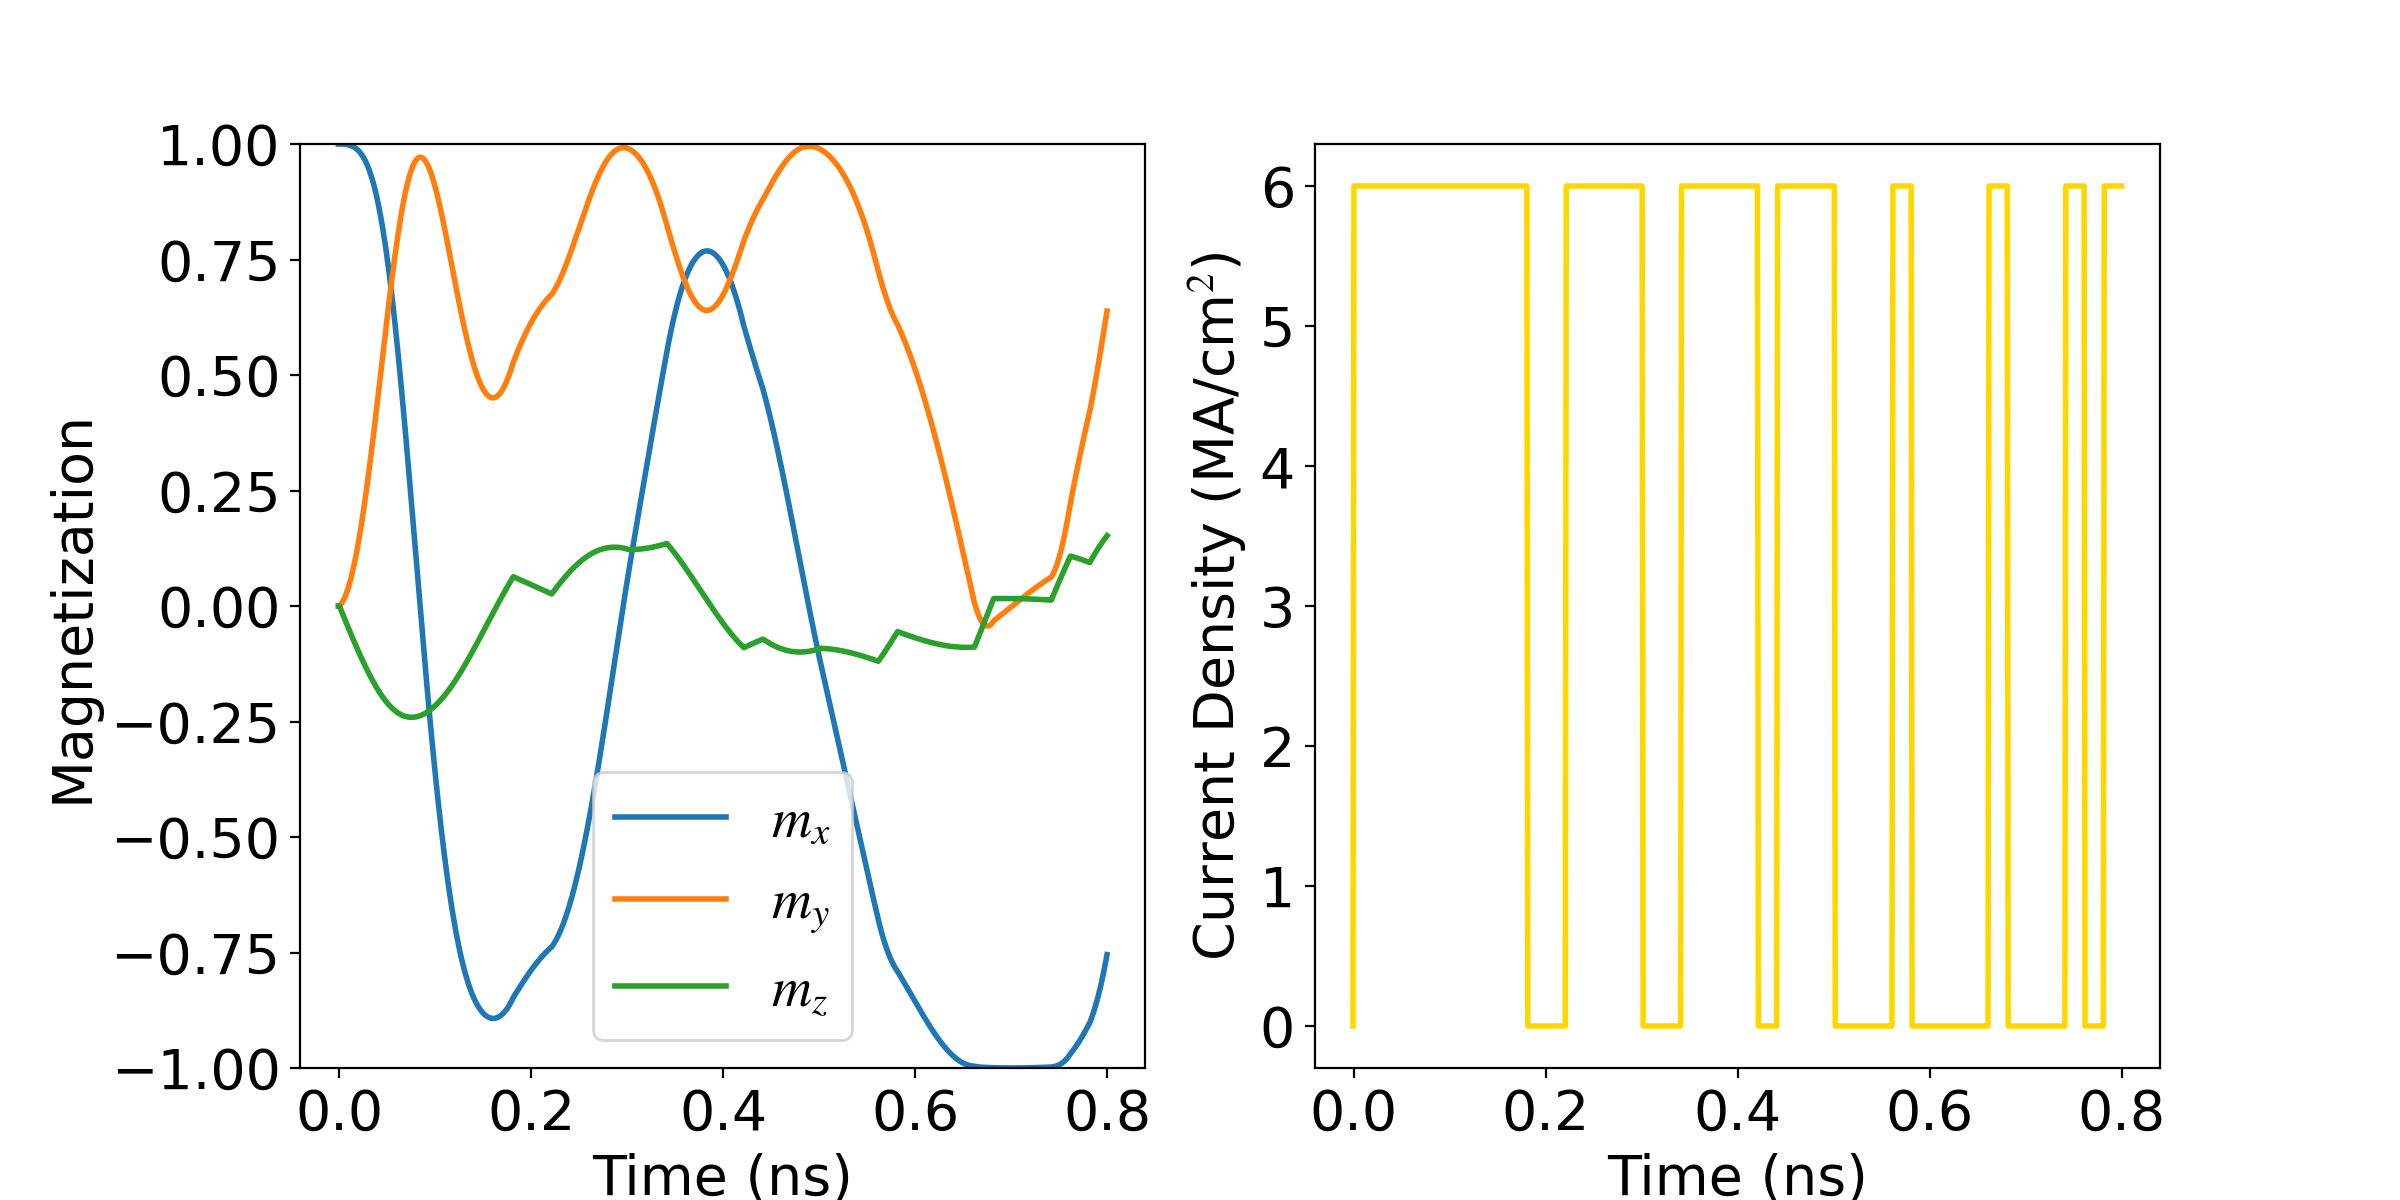 Magnetization
1.00
0.75
0.50
0.25
0.00
−0.25
−0.50
−0.75
−1.00
0.0 0.2 0.4 0.6 0.8
Time (ns)
m_x
m_y
m_z
Current Density (MA/cm²)
6
5
4
3
2
1
0
0.0 0.2 0.4 0.6 0.8
Time (ns)